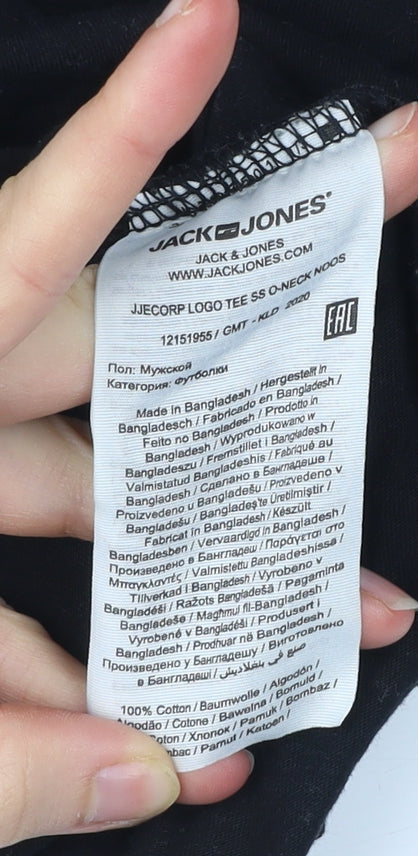 JACK JONES®
JACK & JONES
WWW.JACKJONES.COM
JJECORP LOGO TEE SS O-NECK NOOS
12151955 / GMT - KLD 2020
EAC
Пол: Мужской
Категория: футболки
Made in Bangladesh / Hergestellt in
Bangladesch / Fabricado en Bangladesh /
Feito no Bangladesh / Prodotto in
Bangladesh / Wyprodukowano w
Bangladeszu / Fremstillet i Bangladesh /
Valmistatud Bangladeshis / Fabriqué au
Bangladesh / Сделано в Бангладеше /
Proizvedeno u Bangladešu / Proizvedeno v
Bangladešu / Bangladeş'te Üretilmiştir /
Fabricat în Bangladesh / Készült
Bangladesben / Vervaardigd in Bangladesh /
Произведено в Бангладеш / Παράγεται στο
Μπαγκλαντές / Valmistettu Bangladeshissa /
Tillverkad i Bangladesh / Vyrobeno v
Bangladéši / Ražots Bangladešā / Pagaminta
Bangladeše / Magħmul fil-Bangladesh /
Vyrobené v Bangladéši / Produsert i
Bangladesh / Prodhuar në Bangladesh /
Произведено у Бангладешу / Виготовлено
в Бангладеші / صنع في بنغلاديش /
100% Cotton / Baumwolle / Algodón /
Algodão / Cotone / Bawełna / Bomuld /
Coton / Хлопок / Pamuk / Bombaz /
Pamut / Katoen /